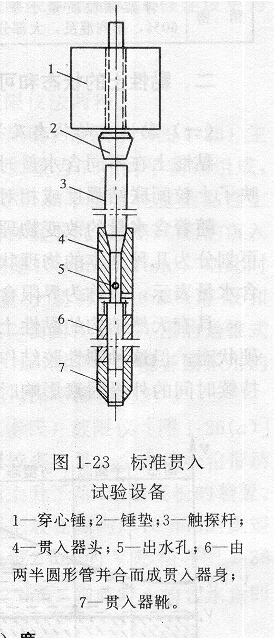 1
2
3
4
5
6
7
图 1-23 标准贯入
试验设备
1—穿心锤;2—锤垫;3—触探杆;
4—贯入器头;5—出水孔;6—由
两半圆形管并合而成贯入器身;
7—贯入器靴。